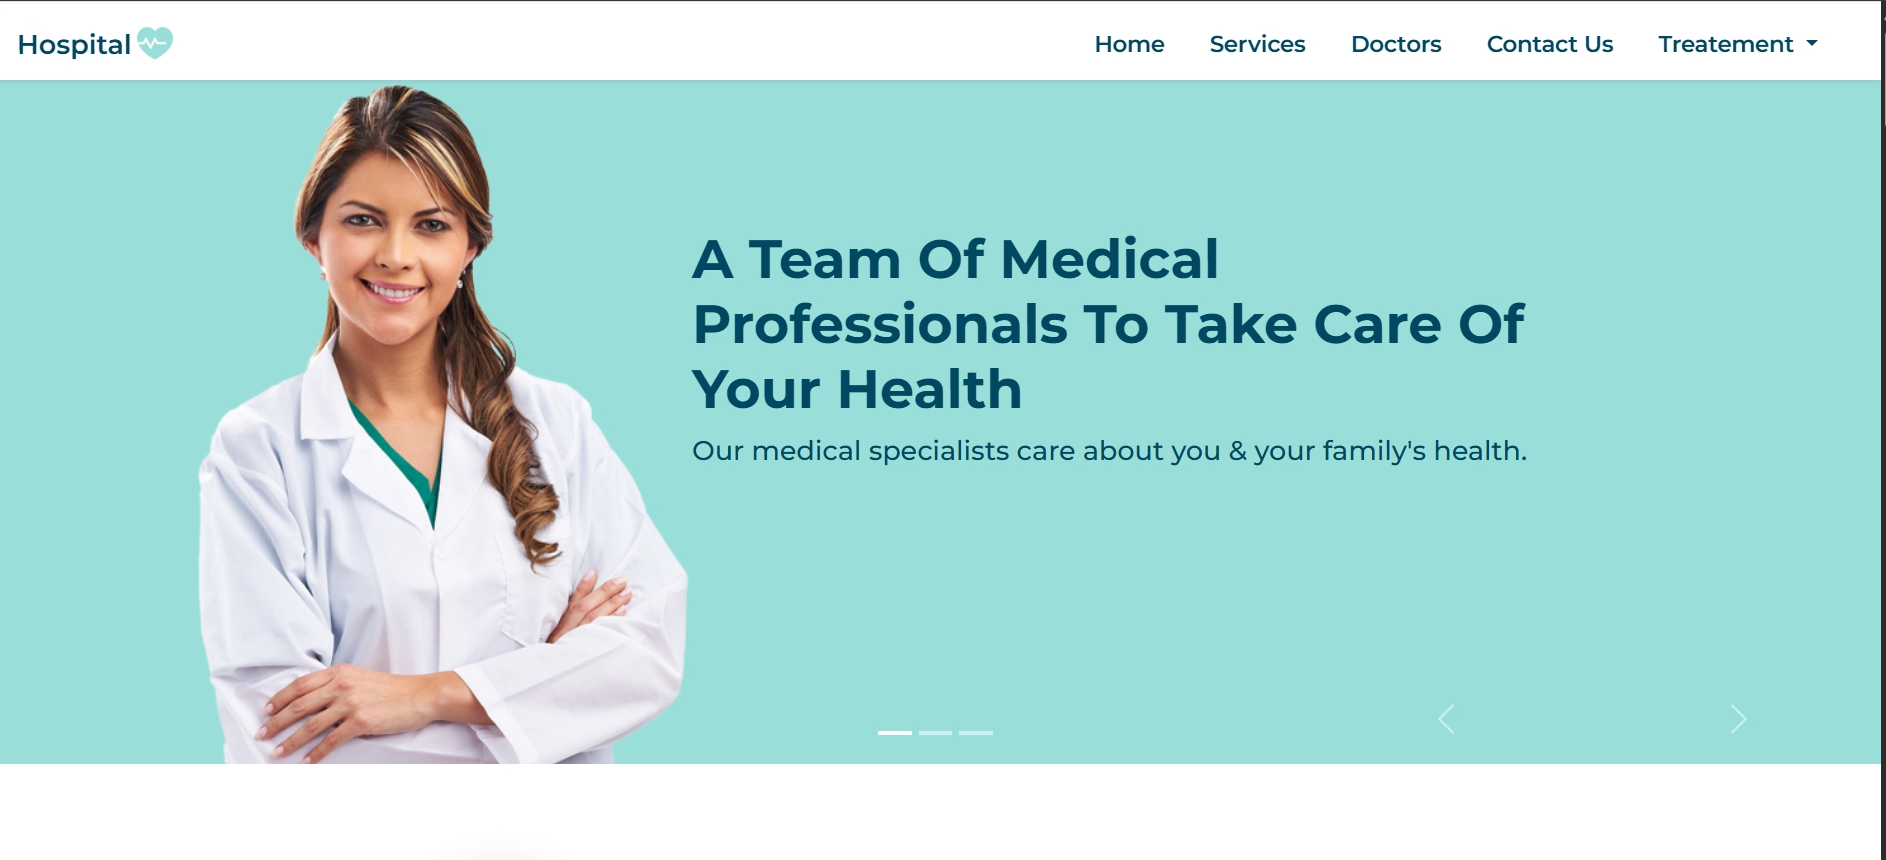 Hospital
Home Services Doctors Contact Us Treatement
A Team Of Medical
Professionals To Take Care Of
Your Health
Our medical specialists care about you & your family's health.